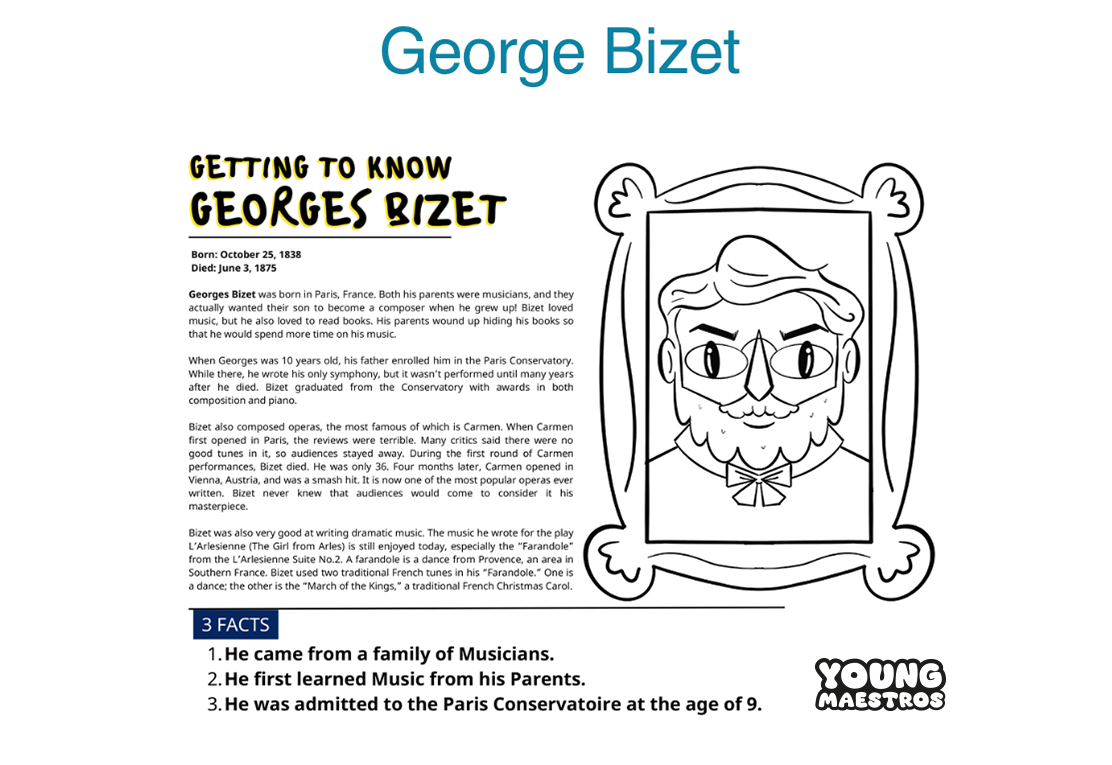 George Bizet
GETTING TO KNOW
GEORGES BIZET
Born: October 25, 1838
Died: June 3, 1875
Georges Bizet was born in Paris, France. Both his parents were musicians, and they
actually wanted their son to become a composer when he grew up! Bizet loved
music, but he also loved to read books. His parents wound up hiding his books so
that he would spend more time on his music.
When Georges was 10 years old, his father enrolled him in the Paris Conservatory.
While there, he wrote his only symphony, but it wasn't performed until many years
after he died. Bizet graduated from the Conservatory with awards in both
composition and piano.
Bizet also composed operas, the most famous of which is Carmen. When Carmen
first opened in Paris, the reviews were terrible. Many critics said there were no
good tunes in it, so audiences stayed away. During the first round of Carmen
performances, Bizet died. He was only 36. Four months later, Carmen opened in
Vienna, Austria, and was a smash hit. It is now one of the most popular operas ever
written. Bizet never knew that audiences would come to consider it his
masterpiece.
Bizet was also very good at writing dramatic music. The music he wrote for the play
L'Arlesienne (The Girl from Arles) is still enjoyed today, especially the "Farandole"
from the L'Arlesienne Suite No.2. A farandole is a dance from Provence, an area in
Southern France. Bizet used two traditional French tunes in his "Farandole." One is
a dance; the other is the "March of the Kings," a traditional French Christmas Carol.
3 FACTS
1. He came from a family of Musicians.
2. He first learned Music from his Parents.
3. He was admitted to the Paris Conservatoire at the age of 9.
YOUNG
MAESTROS